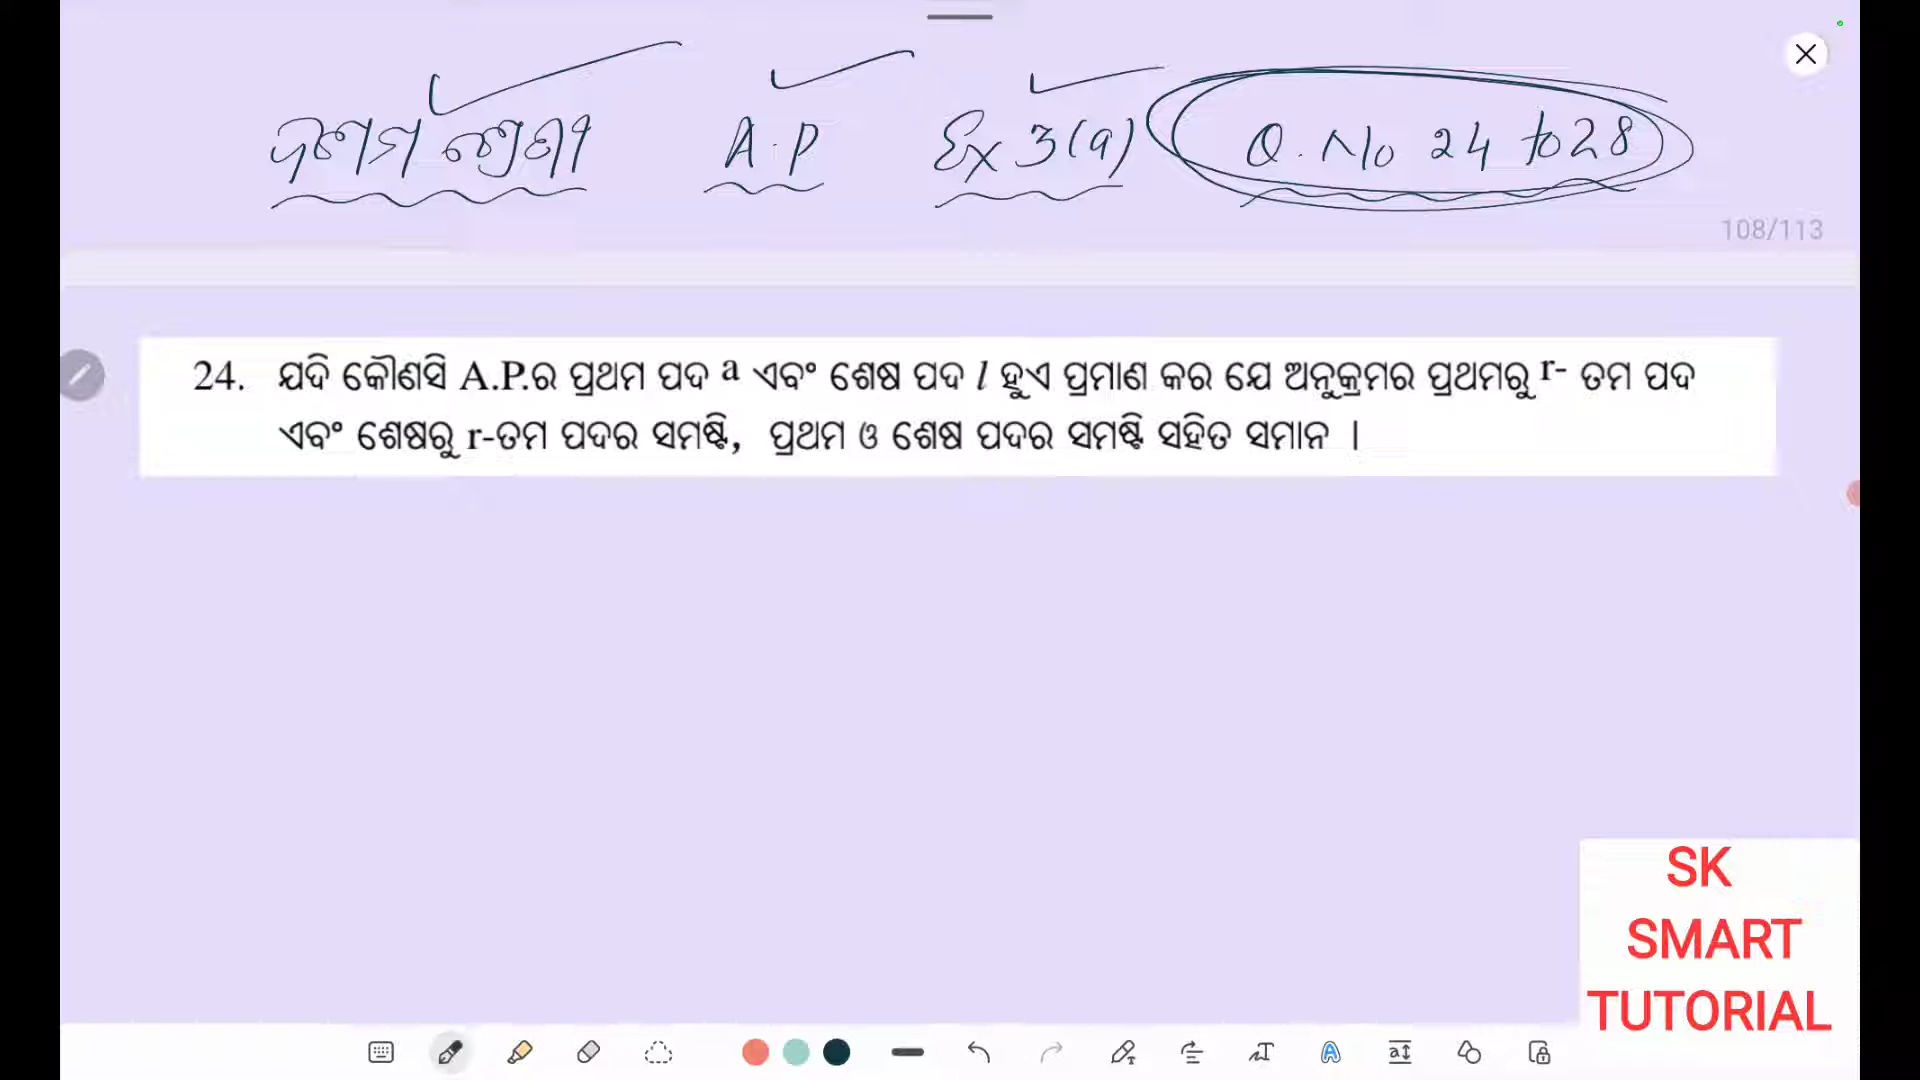 ଦଶମ ଶ୍ରେଣୀ A.P Ex 3(a) Q.No 24 to 28
108/113
24. ଯଦି କୌଣସି A.P.ର ପ୍ରଥମ ପଦ a ଏବଂ ଶେଷ ପଦ l ହୁଏ ପ୍ରମାଣ କର ଯେ ଅନୁକ୍ରମର ପ୍ରଥମରୁ r- ତମ ପଦ
ଏବଂ ଶେଷରୁ r-ତମ ପଦର ସମଷ୍ଟି, ପ୍ରଥମ ଓ ଶେଷ ପଦର ସମଷ୍ଟି ସହିତ ସମାନ ।
SK
SMART
TUTORIAL